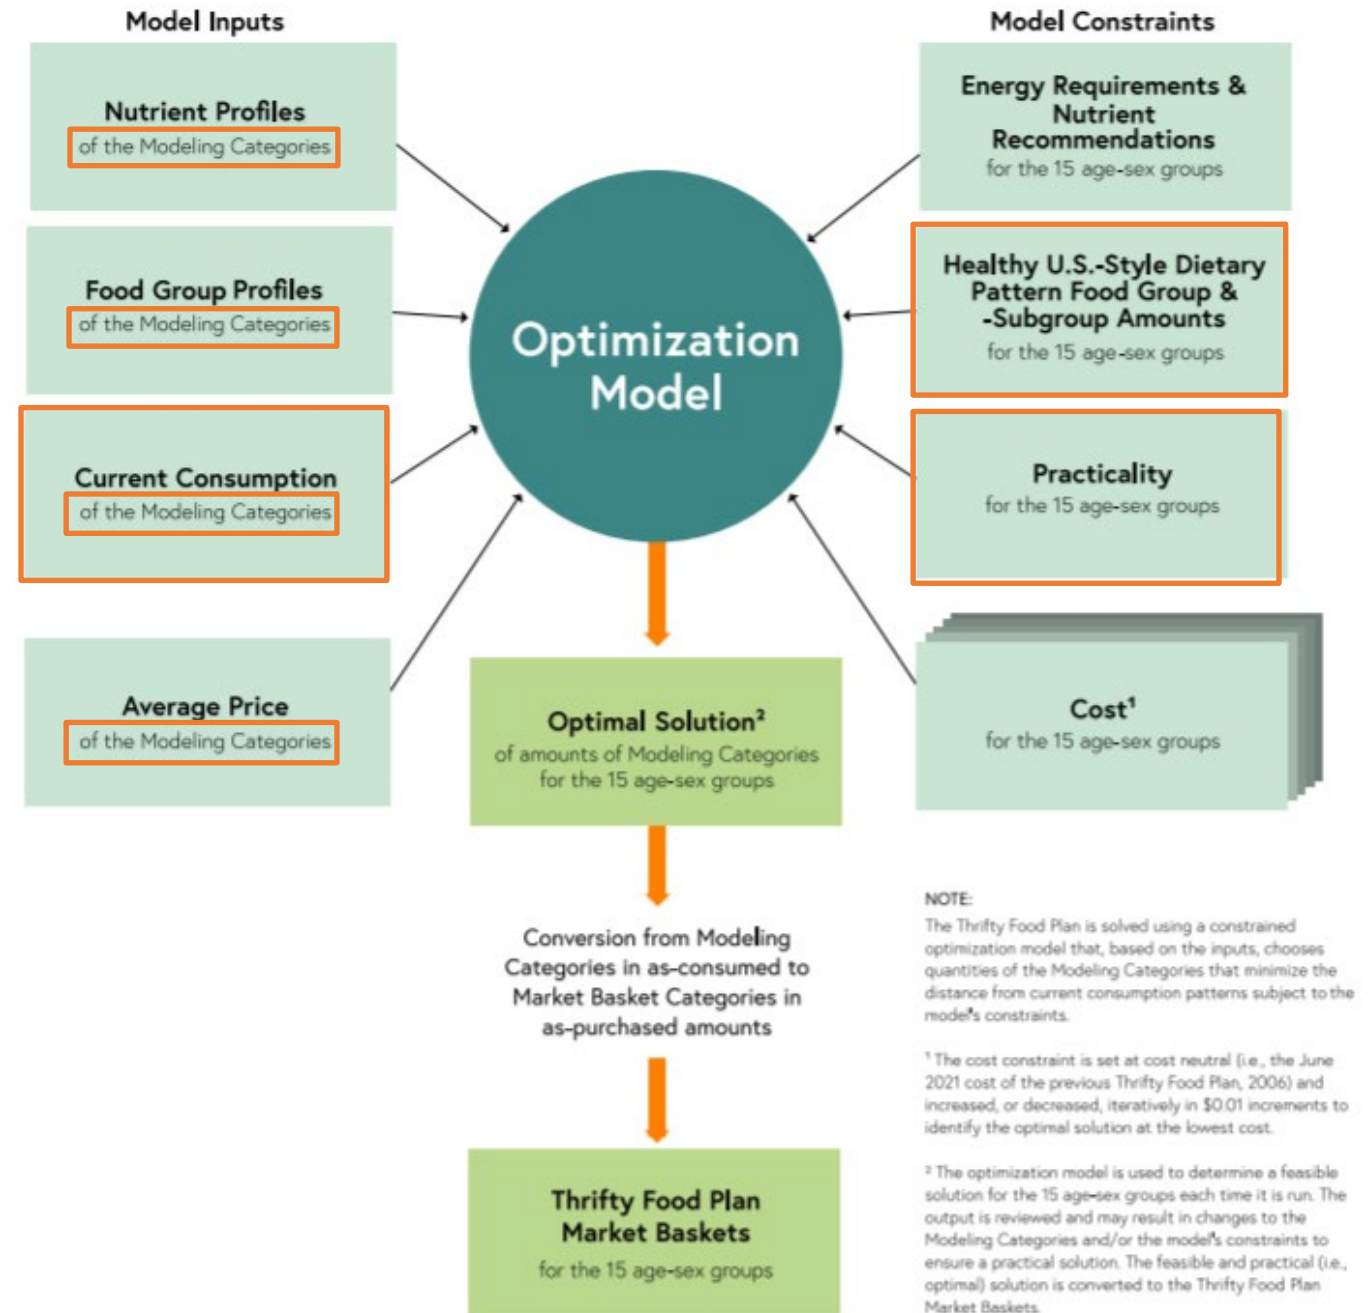 Model Inputs
Nutrient Profiles
of the Modeling Categories
Food Group Profiles
of the Modeling Categories
Current Consumption
of the Modeling Categories
Average Price
of the Modeling Categories
Optimization
Model
Model Constraints
Energy Requirements &
Nutrient
Recommendations
for the 15 age-sex groups
Healthy U.S.-Style Dietary
Pattern Food Group &
-Subgroup Amounts
for the 15 age-sex groups
Practicality
for the 15 age-sex groups
Cost¹
for the 15 age-sex groups
Optimal Solution²
of amounts of Modeling Categories
for the 15 age-sex groups
Conversion from Modeling
Categories in as-consumed to
Market Basket Categories in
as-purchased amounts
Thrifty Food Plan
Market Baskets
for the 15 age-sex groups
NOTE:
The Thrifty Food Plan is solved using a constrained
optimization model that, based on the inputs, chooses
quantities of the Modeling Categories that minimize the
distance from current consumption patterns subject to the
model's constraints.
¹ The cost constraint is set at cost neutral (i.e., the June
2021 cost of the previous Thrifty Food Plan, 2006) and
increased, or decreased, iteratively in $0.01 increments to
identify the optimal solution at the lowest cost.
² The optimization model is used to determine a feasible
solution for the 15 age-sex groups each time it is run. The
output is reviewed and may result in changes to the
Modeling Categories and/or the model's constraints to
ensure a practical solution. The feasible and practical (i.e.,
optimal) solution is converted to the Thrifty Food Plan
Market Baskets.